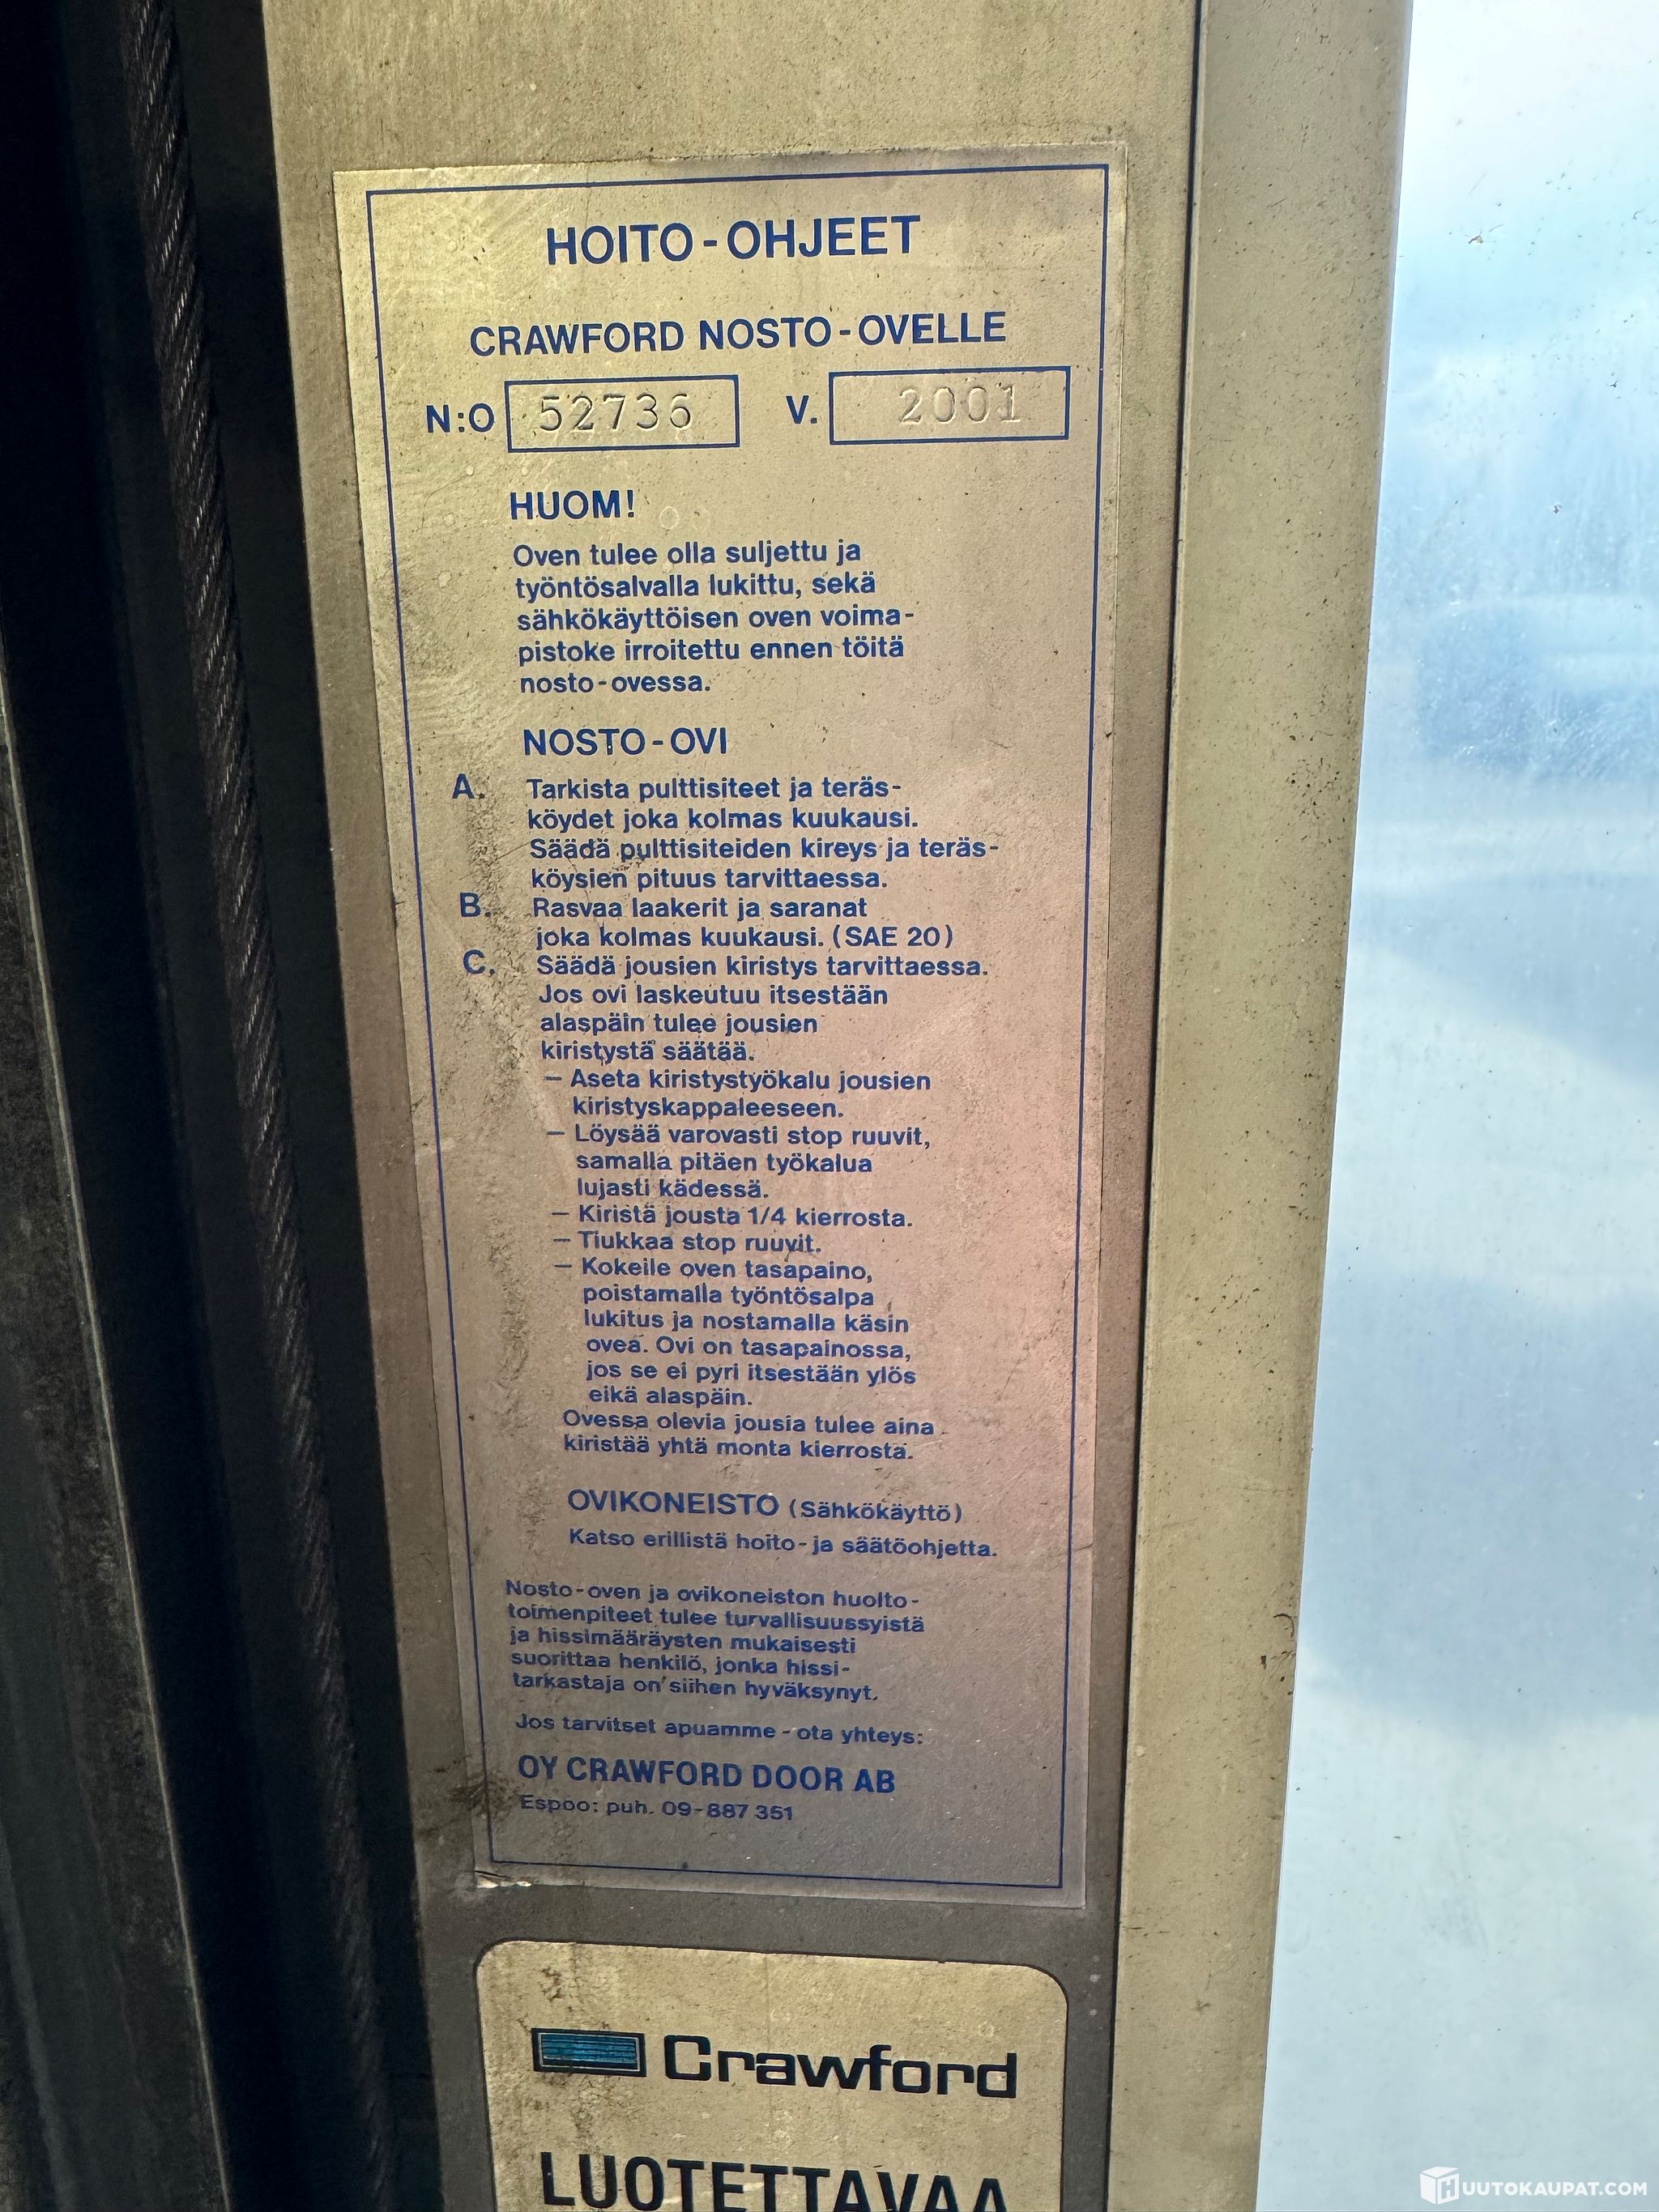 HOITO-OHJEET
CRAWFORD NOSTO-OVELLE
N:O 52736 V. 2001
HUOM!
Oven tulee olla suljettu ja
työntösalvalla lukittu, sekä
sähkökäyttöisen oven voima-
pistoke irroitettu ennen töitä
nosto-ovessa.
NOSTO-OVI
A. Tarkista pulttisiteet ja teräs-
köydet joka kolmas kuukausi.
Säädä pulttisiteiden kireys ja teräs-
köysien pituus tarvittaessa.
B. Rasvaa laakerit ja saranat
joka kolmas kuukausi. (SAE 20)
C. Säädä jousien kiristys tarvittaessa.
Jos ovi laskeutuu itsestään
alaspäin tulee jousien
kiristystä säätää.
– Aseta kiristystyökalu jousien
kiristyskappaleeseen.
– Löysää varovasti stop ruuvit,
samalla pitäen työkalua
lujasti kädessä.
– Kiristä jousta 1/4 kierrosta.
– Tiukkaa stop ruuvit.
– Kokeile oven tasapaino,
poistamalla työntösalpa
lukitus ja nostamalla käsin
ovea. Ovi on tasapainossa,
jos se ei pyri itsestään ylös
eikä alaspäin.
Ovessa olevia jousia tulee aina
kiristää yhtä monta kierrosta.
OVIKONEISTO (Sähkökäyttö)
Katso erillistä hoito-ja säätöohjetta.
Nosto-oven ja ovikoneiston huolto-
toimenpiteet tulee turvallisuussyistä
ja hissimääräysten mukaisesti
suorittaa henkilö, jonka hissi-
tarkastaja on siihen hyväksynyt.
Jos tarvitset apuamme - ota yhteys:
OY CRAWFORD DOOR AB
Espoo: puh. 09-887 351
Crawford
LUOTETTAVAA
HUUTOKAUPAT.COM